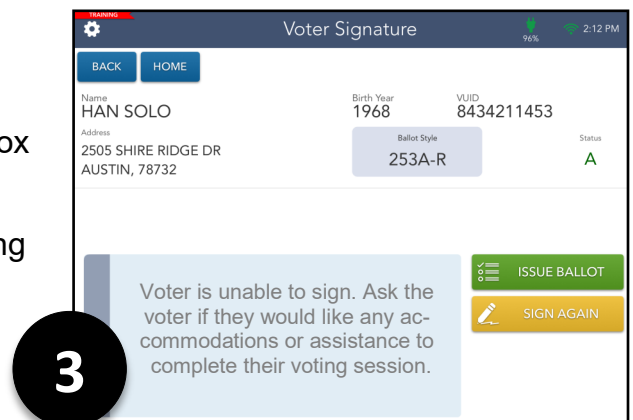 TRAINING
Voter Signature
96%
2:12 PM
BACK HOME
Name
HAN SOLO
Birth Year
1968
VUID
8434211453
Address
2505 SHIRE RIDGE DR
AUSTIN, 78732
Ballot Style
253A-R
Status
A
ox
ng
Voter is unable to sign. Ask the
voter if they would like any ac-
commodations or assistance to
complete their voting session.
ISSUE BALLOT
SIGN AGAIN
3